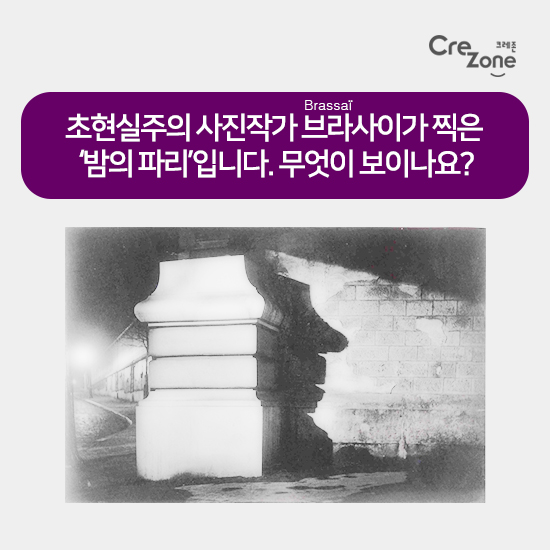 Cre
크레존
Zone
Brassaï
초현실주의 사진작가 브라사이가 찍은
‘밤의 파리’입니다. 무엇이 보이나요?